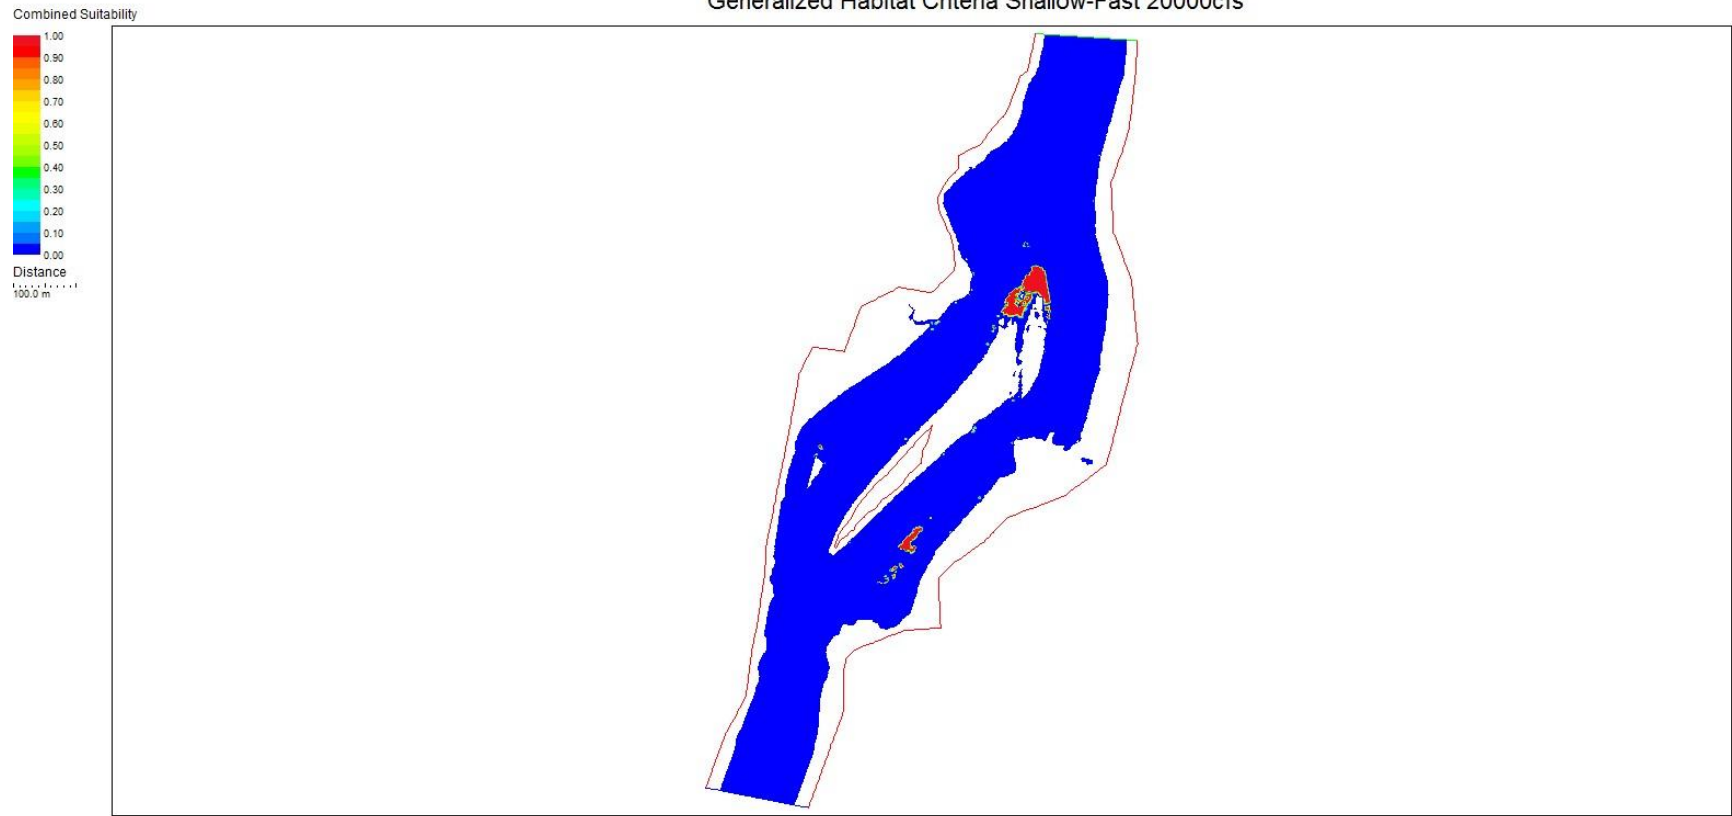 Generalized Habitat Criteria Shallow-Fast 20000cfs
Combined Suitability
1.00
0.90
0.80
0.70
0.60
0.50
0.40
0.30
0.20
0.10
0.00
Distance
100.0 m